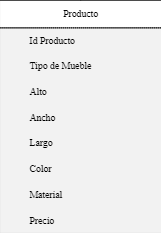 Producto
Id Producto
Tipo de Mueble
Alto
Ancho
Largo
Color
Material
Precio